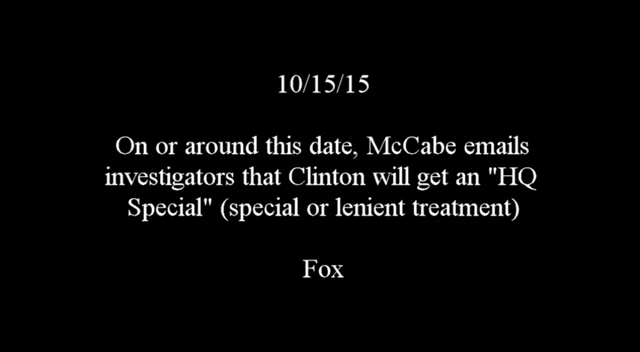 10/15/15
On or around this date, McCabe emails
investigators that Clinton will get an "HQ
Special" (special or lenient treatment)
Fox